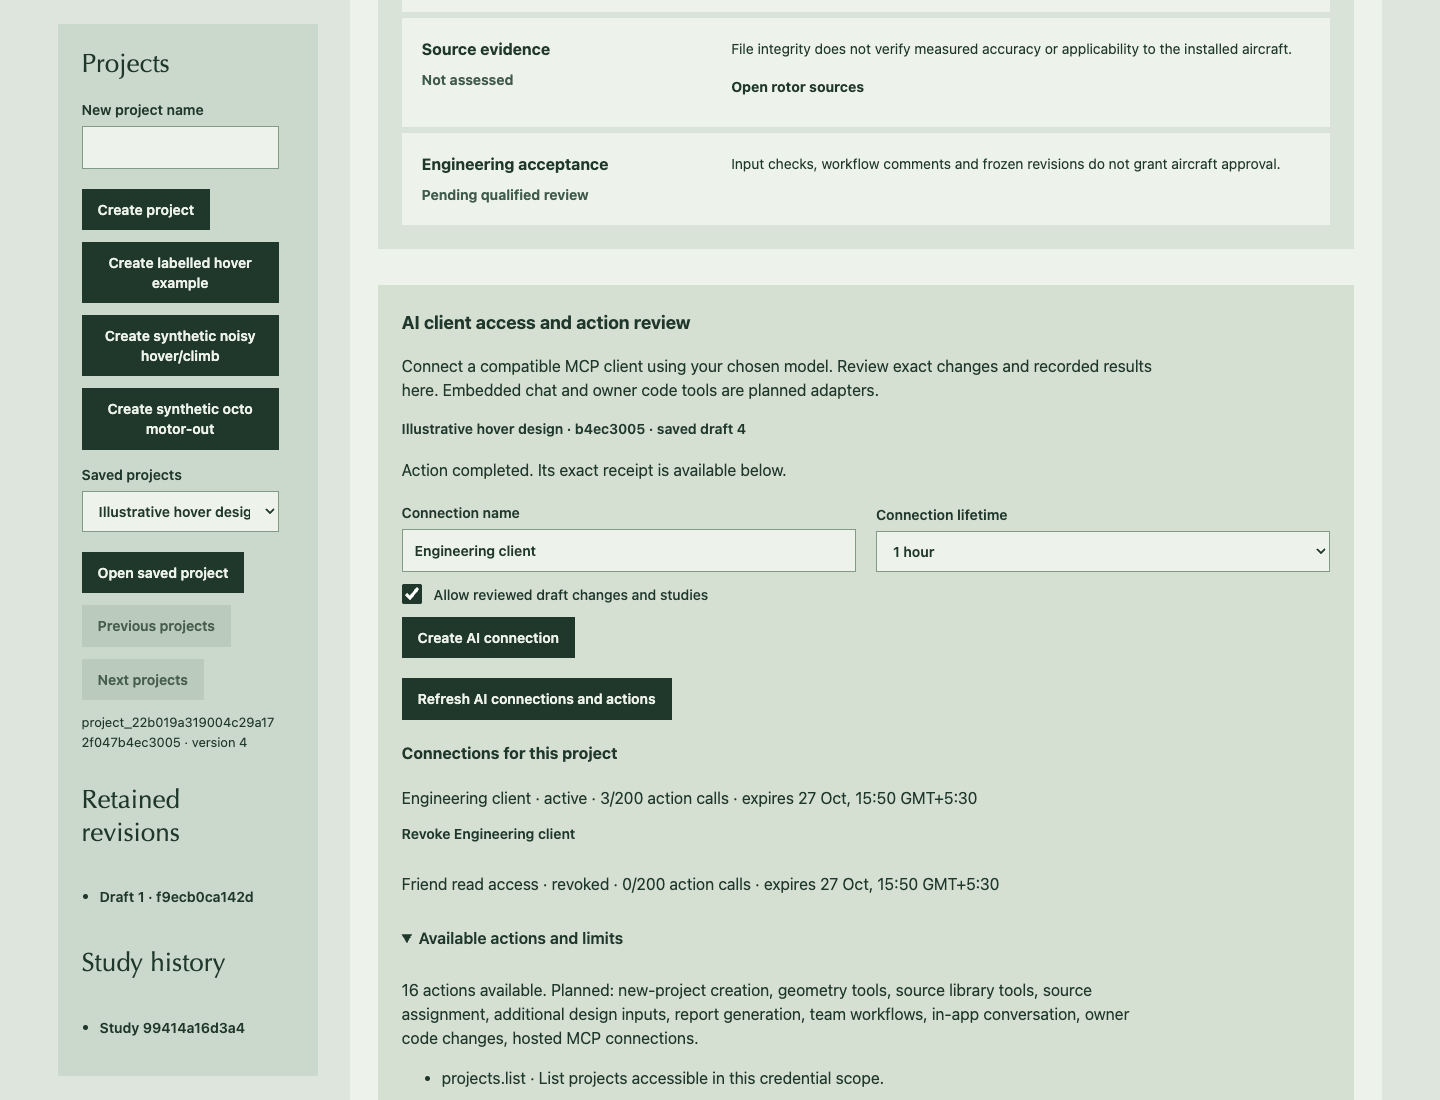 Projects
New project name
Create project
Create labelled hover
example
Create synthetic noisy
hover/climb
Create synthetic octo
motor-out
Saved projects
Illustrative hover desig
Open saved project
Previous projects
Next projects
project_22b019a319004c29a17
2f047b4ec3005 · version 4
Retained
revisions
• Draft 1 · f9ecb0ca142d
Study history
• Study 99414a16d3a4
Source evidence
Not assessed
File integrity does not verify measured accuracy or applicability to the installed aircraft.
Open rotor sources
Engineering acceptance
Pending qualified review
Input checks, workflow comments and frozen revisions do not grant aircraft approval.
AI client access and action review
Connect a compatible MCP client using your chosen model. Review exact changes and recorded results
here. Embedded chat and owner code tools are planned adapters.
Illustrative hover design · b4ec3005 · saved draft 4
Action completed. Its exact receipt is available below.
Connection name
Engineering client
Connection lifetime
1 hour
Allow reviewed draft changes and studies
Create AI connection
Refresh AI connections and actions
Connections for this project
Engineering client · active · 3/200 action calls · expires 27 Oct, 15:50 GMT+5:30
Revoke Engineering client
Friend read access · revoked · 0/200 action calls · expires 27 Oct, 15:50 GMT+5:30
▼ Available actions and limits
16 actions available. Planned: new-project creation, geometry tools, source library tools, source
assignment, additional design inputs, report generation, team workflows, in-app conversation, owner
code changes, hosted MCP connections.
• projects.list · List projects accessible in this credential scope.